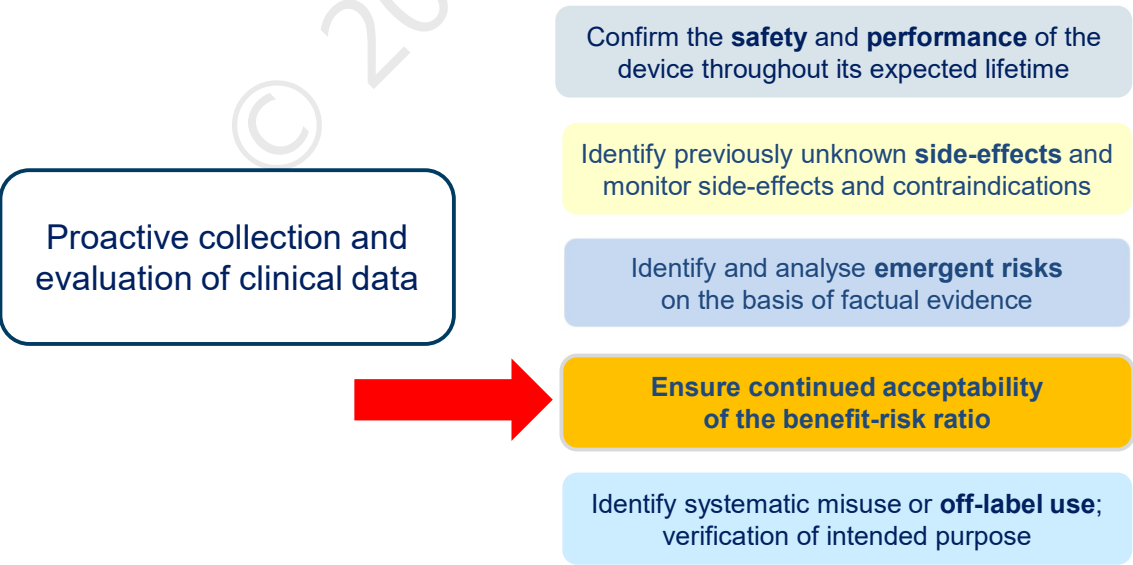 © 20
Proactive collection and
evaluation of clinical data
Confirm the safety and performance of the
device throughout its expected lifetime
Identify previously unknown side-effects and
monitor side-effects and contraindications
Identify and analyse emergent risks
on the basis of factual evidence
Ensure continued acceptability
of the benefit-risk ratio
Identify systematic misuse or off-label use;
verification of intended purpose